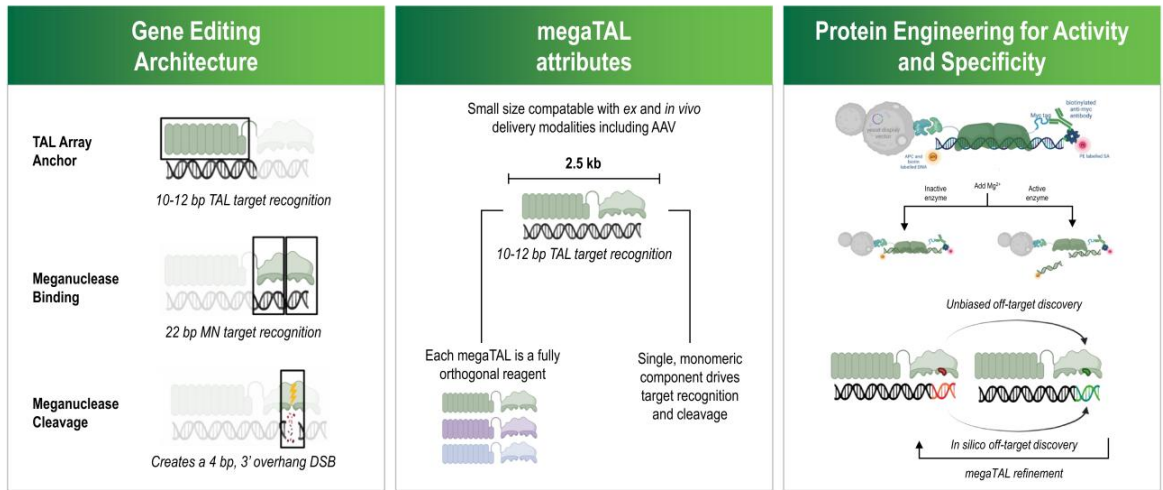 Gene Editing
Architecture
TAL Array
Anchor
10-12 bp TAL target recognition
Meganuclease
Binding
22 bp MN target recognition
Meganuclease
Cleavage
Creates a 4 bp, 3' overhang DSB
megaTAL
attributes
Small size compatable with ex and in vivo
delivery modalities including AAV
2.5 kb
10-12 bp TAL target recognition
Each megaTAL is a fully
orthogonal reagent
Single, monomeric
component drives
target recognition
and cleavage
Protein Engineering for Activity
and Specificity
biotinylated
anti-myc
antibody
Myc tag
APC and
labelled DNA
PE labelled SA
Inactive
enzyme
Add Mg²⁺
Active
enzyme
Unbiased off-target discovery
In silico off-target discovery
megaTAL refinement